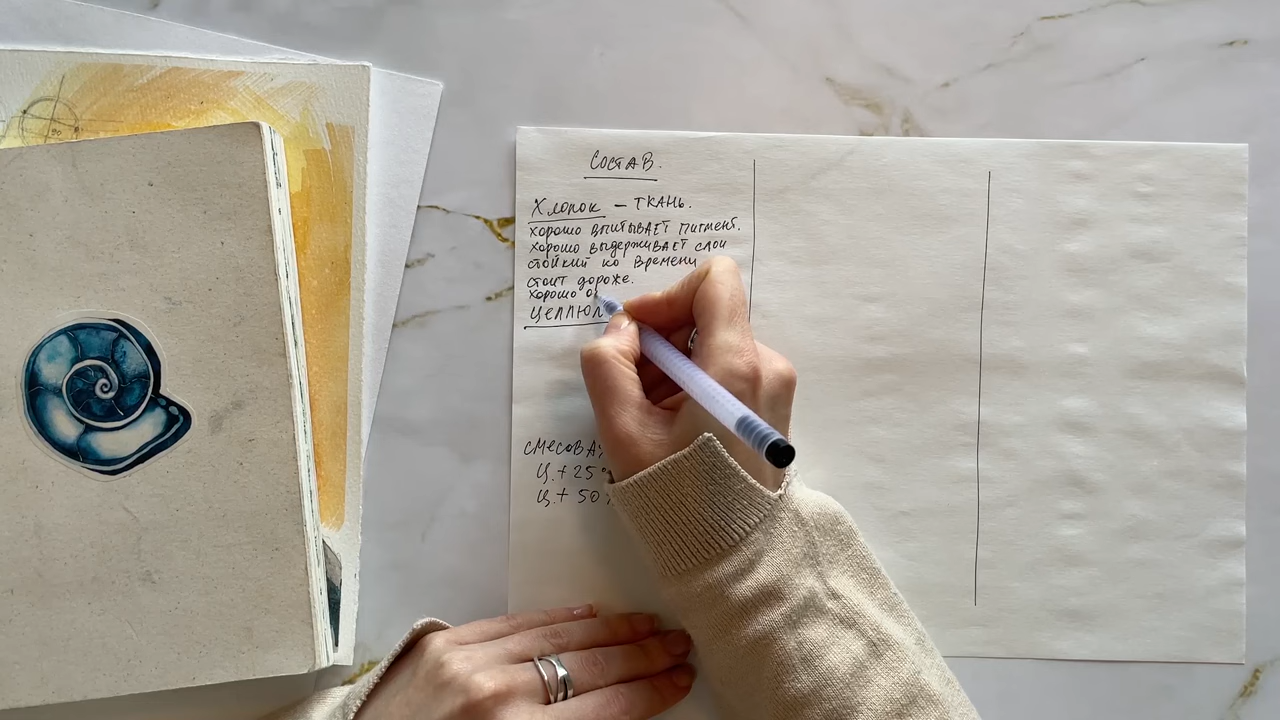 90
Состав.
Хлопок – ткань.
хорошо впитывает пигмент.
хорошо выдерживает слои
стойкий ко времени
стоит дороже.
хорошо
целлюл
смесовая
ц. + 25%
ц. + 50%